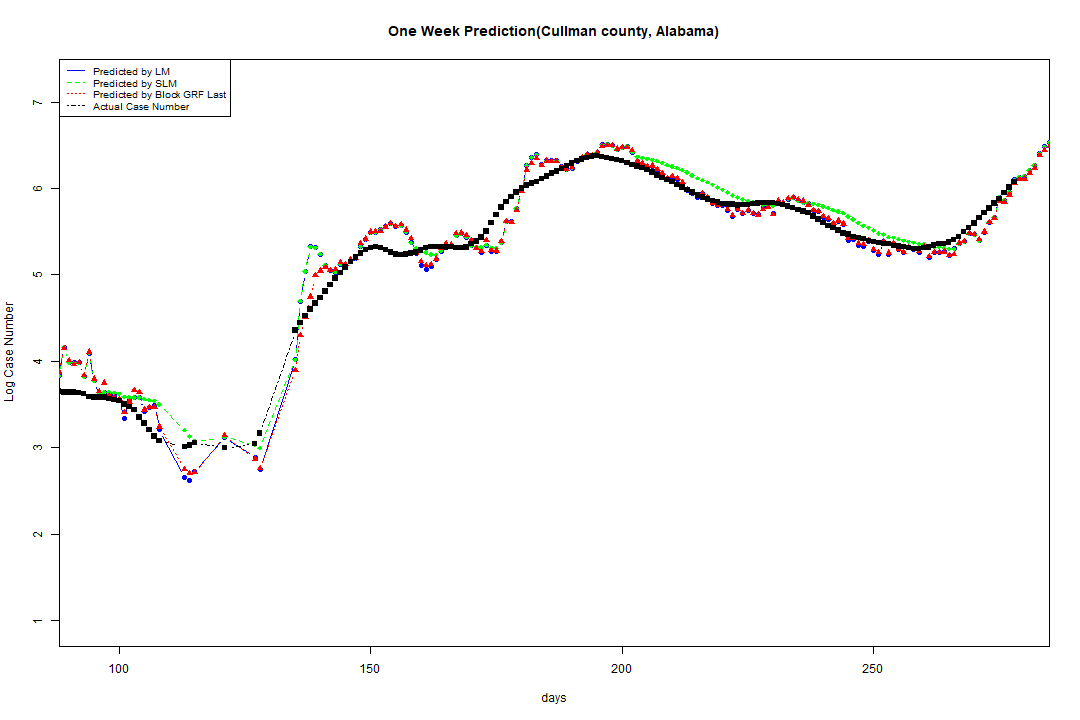 One Week Prediction(Cullman county, Alabama)
Predicted by LM
Predicted by SLM
Predicted by Block GRF Last
Actual Case Number
7
6
5
4
3
2
1
Log Case Number
100 150 200 250
days